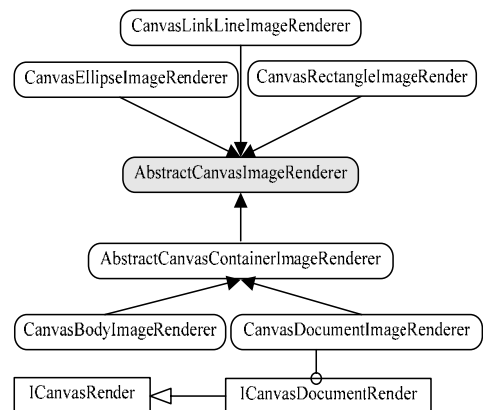 CanvasLinkLineImageRenderer
CanvasEllipseImageRenderer
CanvasRectangleImageRender
AbstractCanvasImageRenderer
AbstractCanvasContainerImageRenderer
CanvasBodyImageRenderer
CanvasDocumentImageRenderer
ICanvasRender
ICanvasDocumentRender